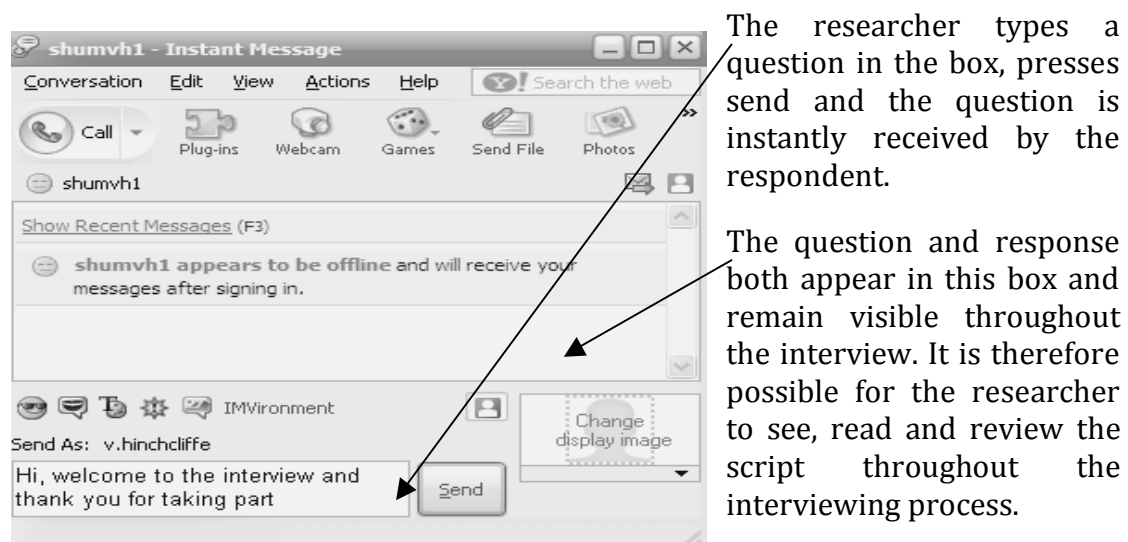 shumvh1 - Instant Message
Conversation Edit View Actions Help Search the web
Call Plug-ins Webcam Games Send File Photos »
shumvh1
Show Recent Messages (F3)
shumvh1 appears to be offline and will receive your
messages after signing in.
IMVironment
Change
display image
Send As: v.hinchcliffe
Hi, welcome to the interview and
thank you for taking part
Send
The researcher types a
question in the box, presses
send and the question is
instantly received by the
respondent.
The question and response
both appear in this box and
remain visible throughout
the interview. It is therefore
possible for the researcher
to see, read and review the
script throughout the
interviewing process.